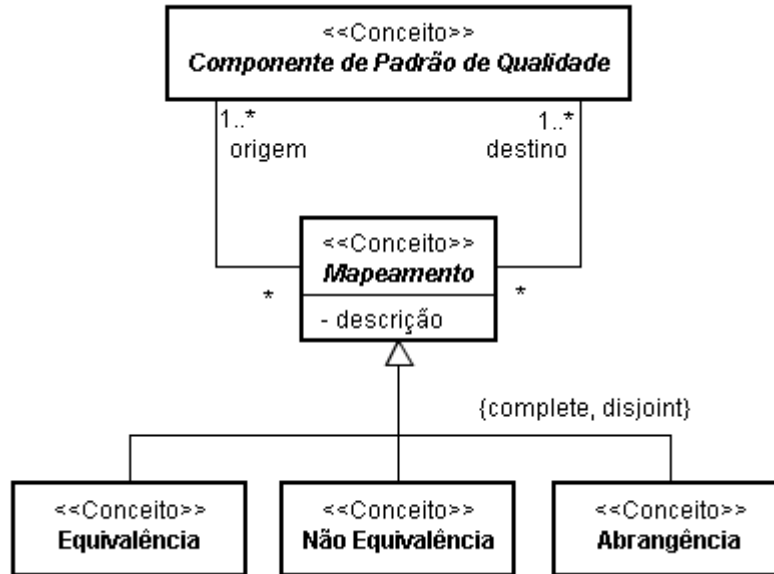 <<Conceito>>
Componente de Padrão de Qualidade
1..*
1..*
origem
destino
<<Conceito>>
Mapeamento
*
*
- descrição
{complete, disjoint}
<<Conceito>>
Equivalência
<<Conceito>>
Não Equivalência
<<Conceito>>
Abrangência